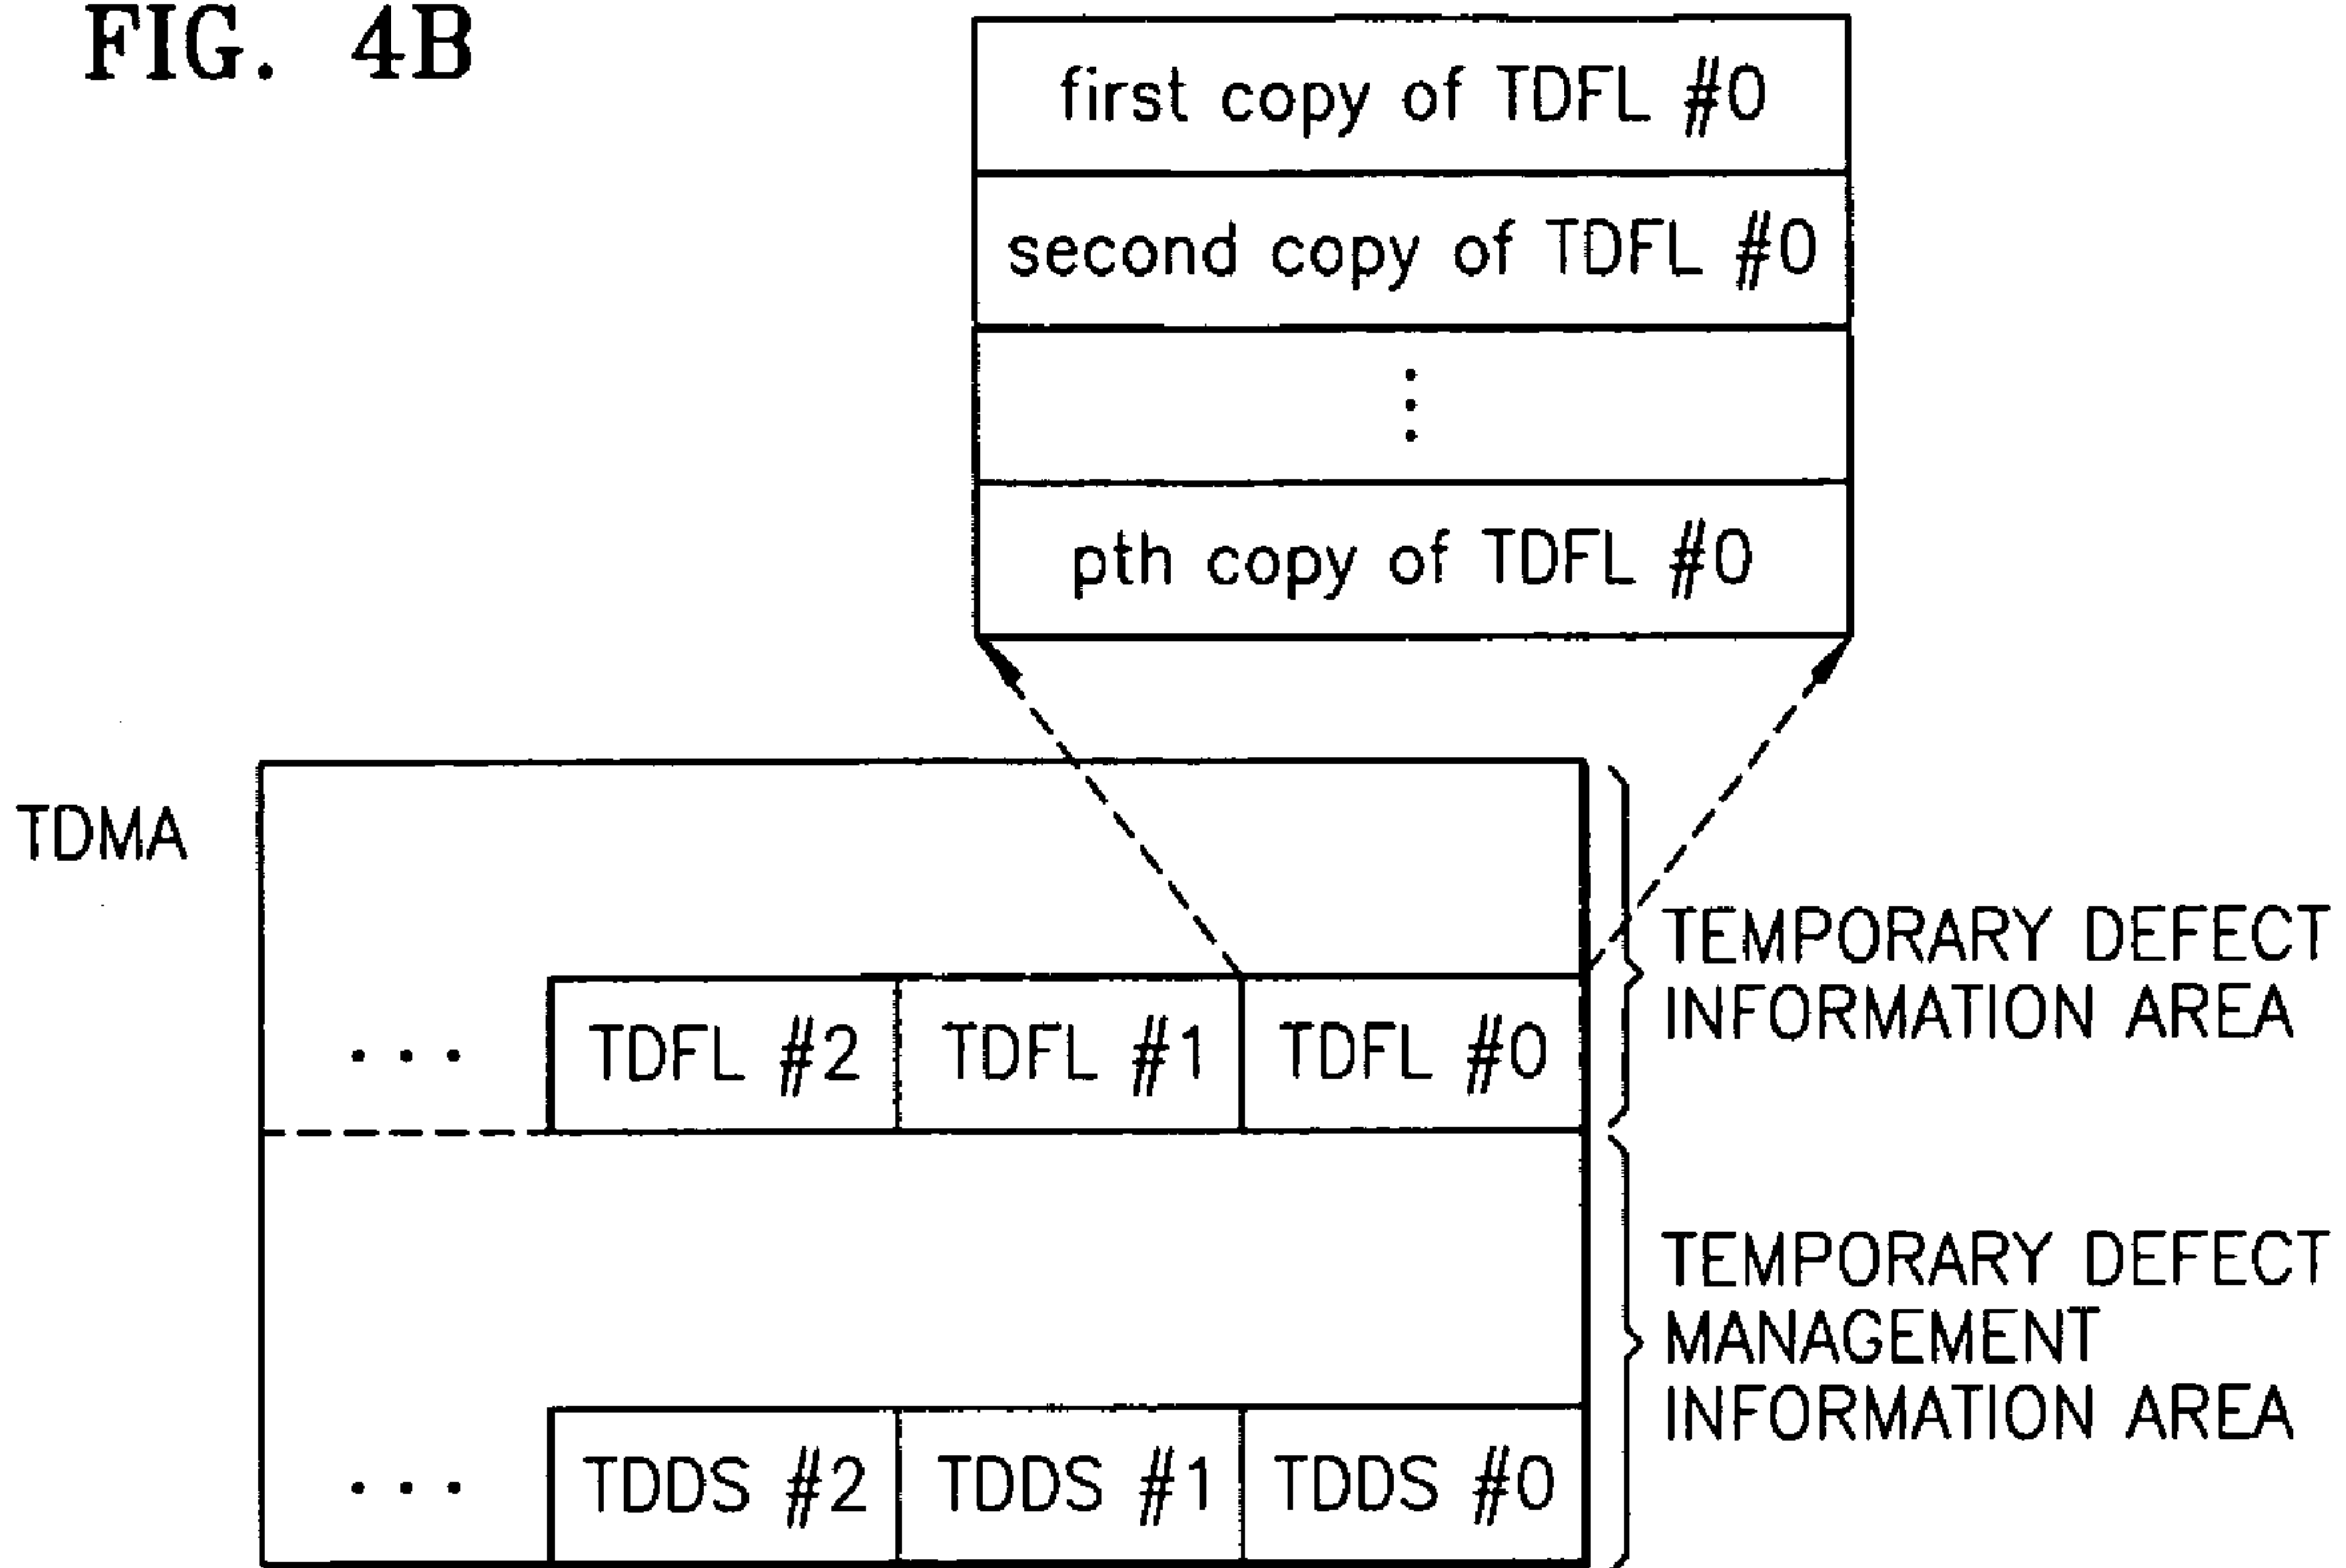 FIG. 4B
first copy of TDFL #0
second copy of TDFL #0
⋮
pth copy of TDFL #0
TDMA
TEMPORARY DEFECT
INFORMATION AREA
... TDFL #2 TDFL #1 TDFL #0
TEMPORARY DEFECT
MANAGEMENT
INFORMATION AREA
... TDDS #2 TDDS #1 TDDS #0